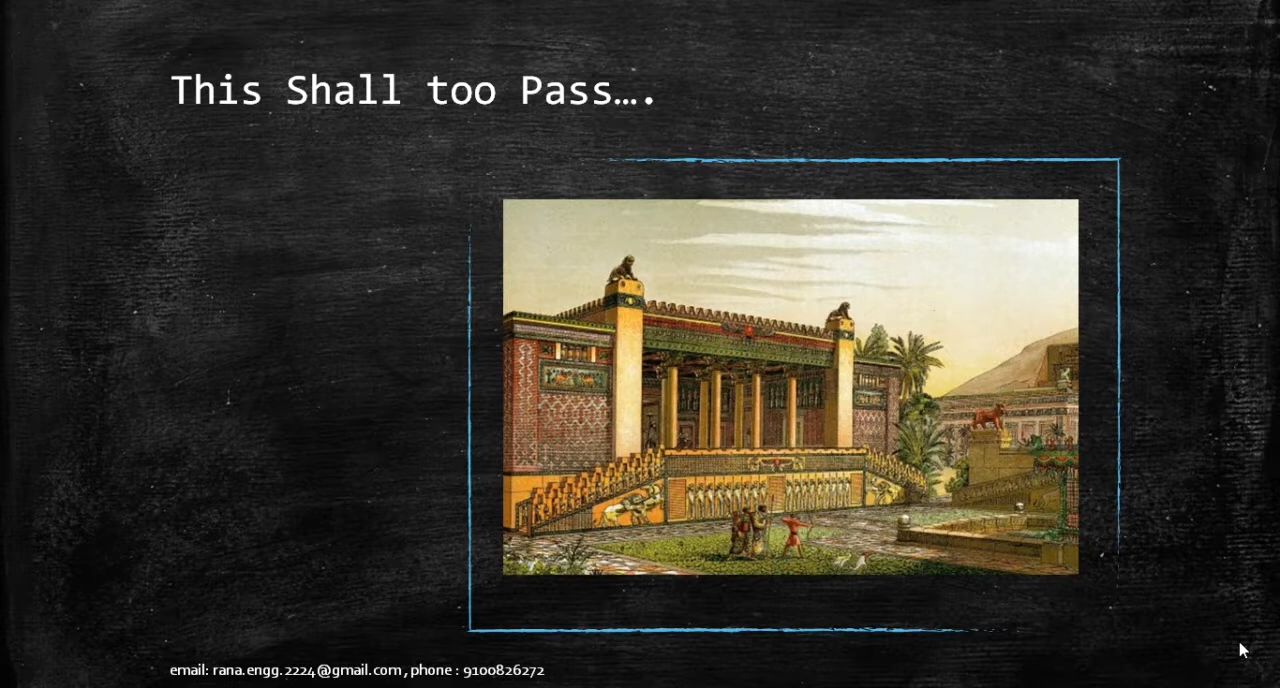 This Shall too Pass….
email: rana.engg.2224@gmail.com , phone : 9100826272